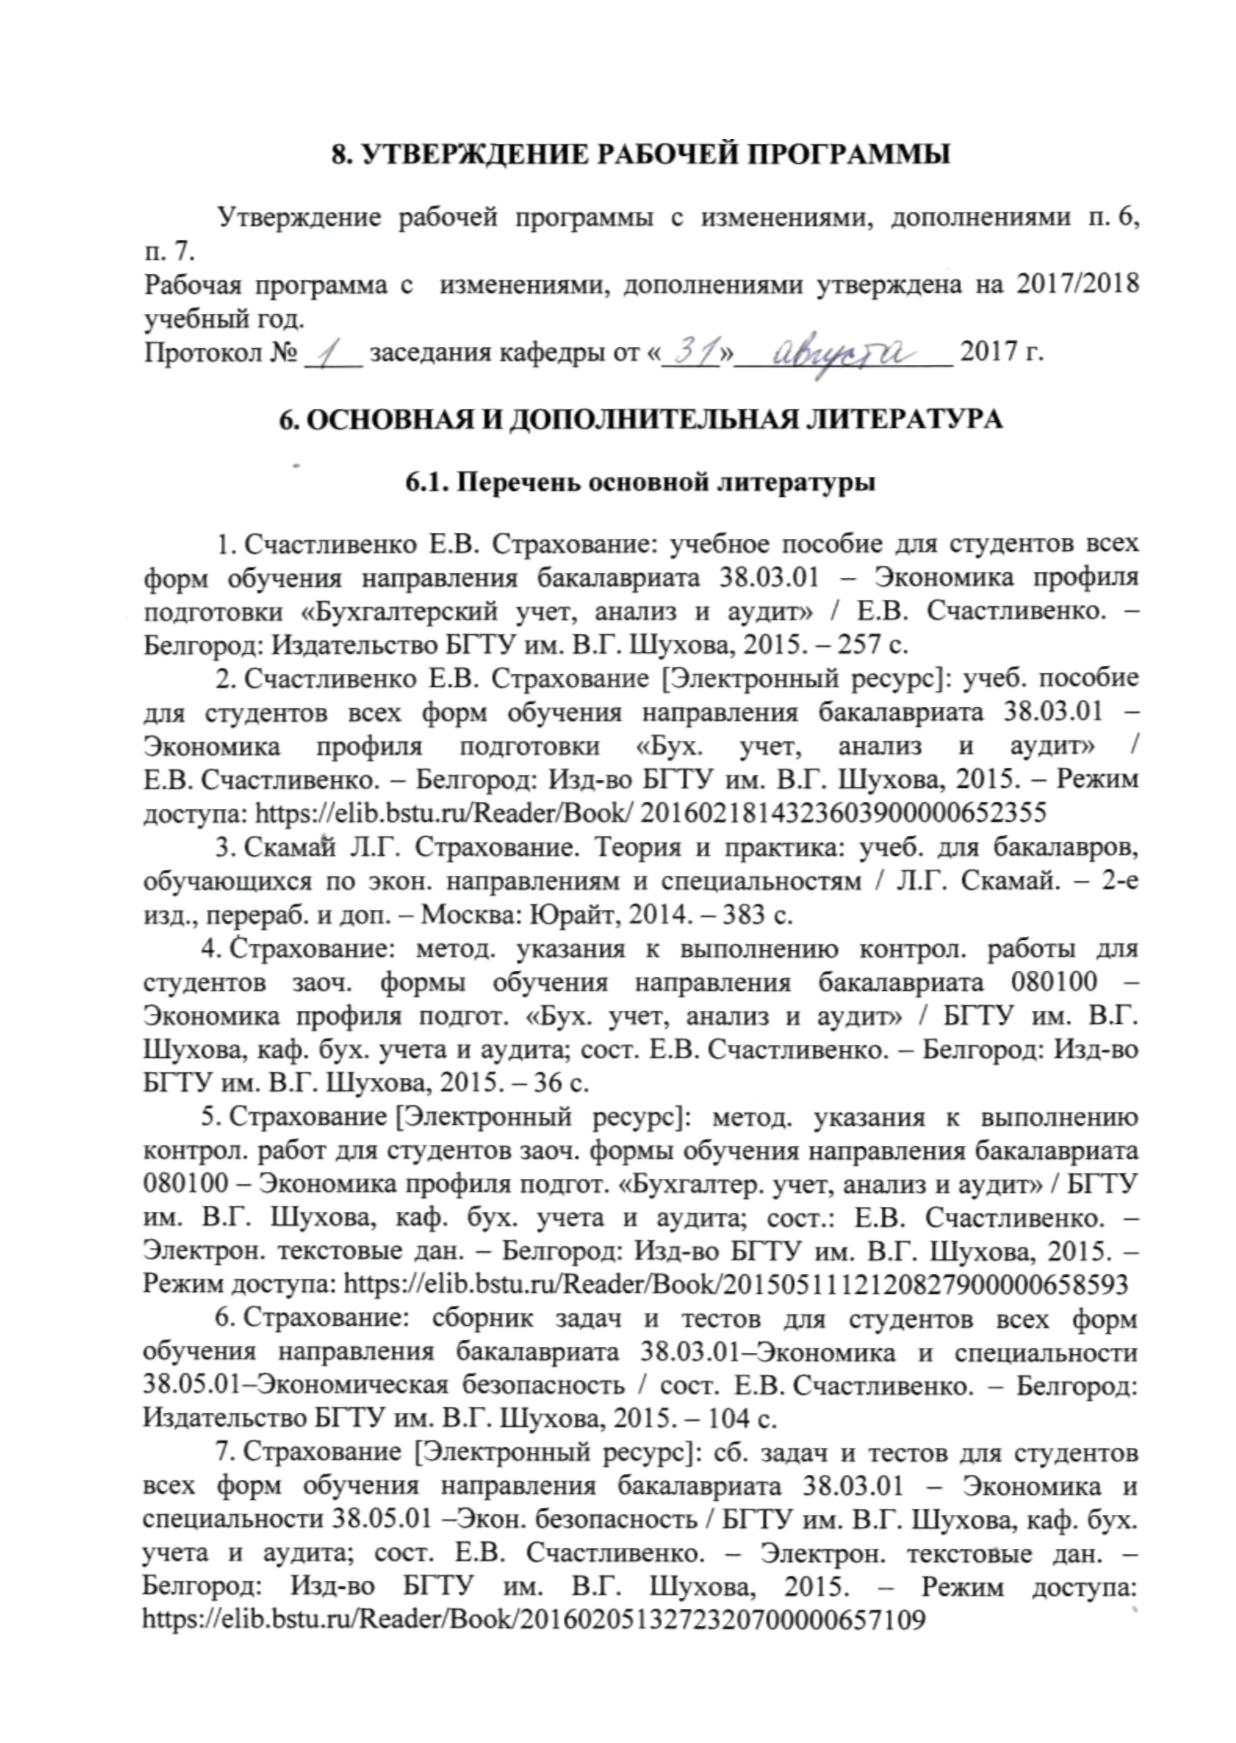 8. УТВЕРЖДЕНИЕ РАБОЧЕЙ ПРОГРАММЫ
Утверждение рабочей программы с изменениями, дополнениями п. 6,
п. 7.
Рабочая программа с изменениями, дополнениями утверждена на 2017/2018
учебный год.
Протокол № 1 заседания кафедры от «31» августа 2017 г.
6. ОСНОВНАЯ И ДОПОЛНИТЕЛЬНАЯ ЛИТЕРАТУРА
6.1. Перечень основной литературы
1. Счастливенко Е.В. Страхование: учебное пособие для студентов всех
форм обучения направления бакалавриата 38.03.01 – Экономика профиля
подготовки «Бухгалтерский учет, анализ и аудит» / Е.В. Счастливенко. –
Белгород: Издательство БГТУ им. В.Г. Шухова, 2015. – 257 с.
2. Счастливенко Е.В. Страхование [Электронный ресурс]: учеб. пособие
для студентов всех форм обучения направления бакалавриата 38.03.01 –
Экономика профиля подготовки «Бух. учет, анализ и аудит» /
Е.В. Счастливенко. – Белгород: Изд-во БГТУ им. В.Г. Шухова, 2015. – Режим
доступа: https://elib.bstu.ru/Reader/Book/ 2016021814323603900000652355
3. Скамай Л.Г. Страхование. Теория и практика: учеб. для бакалавров,
обучающихся по экон. направлениям и специальностям / Л.Г. Скамай. – 2-е
изд., перераб. и доп. – Москва: Юрайт, 2014. – 383 с.
4. Страхование: метод. указания к выполнению контрол. работы для
студентов заоч. формы обучения направления бакалавриата 080100 –
Экономика профиля подгот. «Бух. учет, анализ и аудит» / БГТУ им. В.Г.
Шухова, каф. бух. учета и аудита; сост. Е.В. Счастливенко. – Белгород: Изд-во
БГТУ им. В.Г. Шухова, 2015. – 36 с.
5. Страхование [Электронный ресурс]: метод. указания к выполнению
контрол. работ для студентов заоч. формы обучения направления бакалавриата
080100 – Экономика профиля подгот. «Бухгалтер. учет, анализ и аудит» / БГТУ
им. В.Г. Шухова, каф. бух. учета и аудита; сост.: Е.В. Счастливенко. –
Электрон. текстовые дан. – Белгород: Изд-во БГТУ им. В.Г. Шухова, 2015. –
Режим доступа: https://elib.bstu.ru/Reader/Book/2015051112120827900000658593
6. Страхование: сборник задач и тестов для студентов всех форм
обучения направления бакалавриата 38.03.01–Экономика и специальности
38.05.01–Экономическая безопасность / сост. Е.В. Счастливенко. – Белгород:
Издательство БГТУ им. В.Г. Шухова, 2015. – 104 с.
7. Страхование [Электронный ресурс]: сб. задач и тестов для студентов
всех форм обучения направления бакалавриата 38.03.01 – Экономика и
специальности 38.05.01 –Экон. безопасность / БГТУ им. В.Г. Шухова, каф. бух.
учета и аудита; сост. Е.В. Счастливенко. – Электрон. текстовые дан. –
Белгород: Изд-во БГТУ им. В.Г. Шухова, 2015. – Режим доступа:
https://elib.bstu.ru/Reader/Book/2016020513272320700000657109